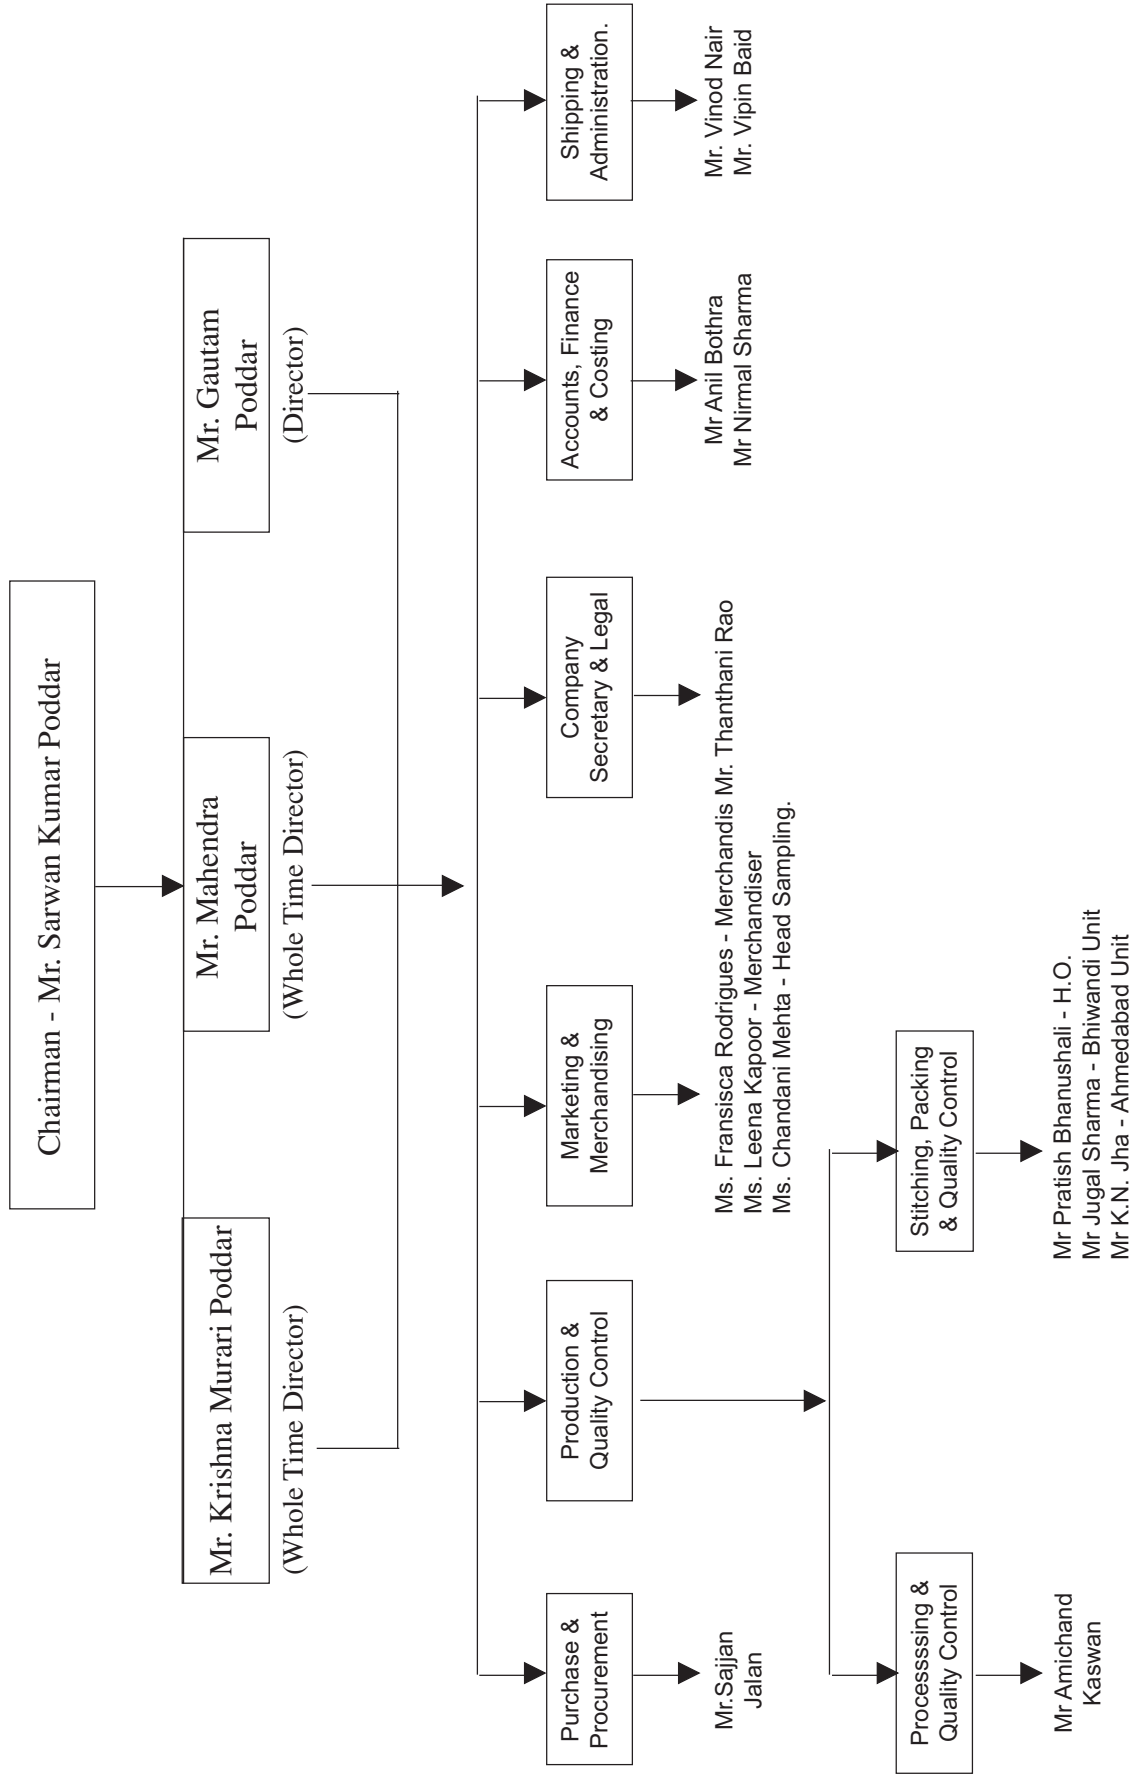 Chairman - Mr. Sarwan Kumar Poddar
Mr. Krishna Murari Poddar
(Whole Time Director)
Mr. Mahendra
Poddar
(Whole Time Director)
Mr. Gautam
Poddar
(Director)
Purchase &
Procurement
Production &
Quality Control
Marketing &
Merchandising
Company
Secretary & Legal
Accounts, Finance
& Costing
Shipping &
Administration.
Mr.Sajjan
Jalan
Ms. Fransisca Rodrigues - Merchandis
Ms. Leena Kapoor - Merchandiser
Ms. Chandani Mehta - Head Sampling.
Mr. Thanthani Rao
Mr Anil Bothra
Mr Nirmal Sharma
Mr. Vinod Nair
Mr. Vipin Baid
Processsing &
Quality Control
Stitching, Packing
& Quality Control
Mr Amichand
Kaswan
Mr Pratish Bhanushali - H.O.
Mr Jugal Sharma - Bhiwandi Unit
Mr K.N. Jha - Ahmedabad Unit